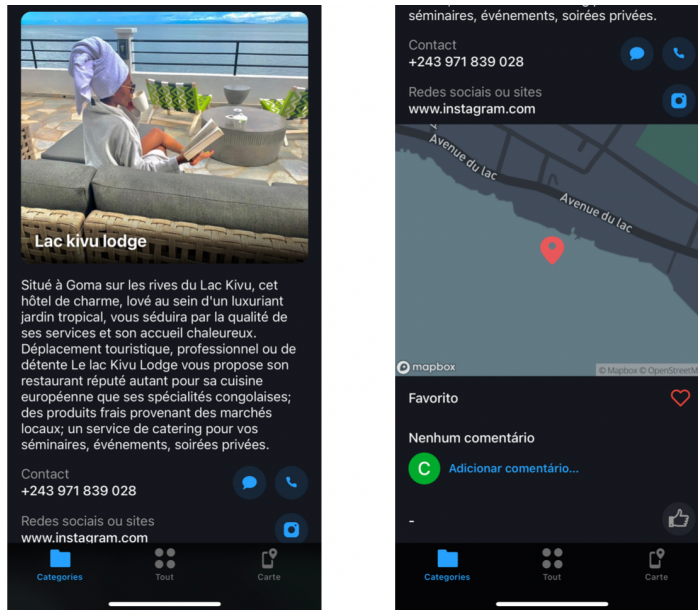 Lac kivu lodge
Situé à Goma sur les rives du Lac Kivu, cet
hôtel de charme, lové au sein d'un luxuriant
jardin tropical, vous séduira par la qualité de
ses services et son accueil chaleureux.
Déplacement touristique, professionnel ou de
détente Le lac Kivu Lodge vous propose son
restaurant réputé autant pour sa cuisine
européenne que ses spécialités congolaises;
des produits frais provenant des marchés
locaux; un service de catering pour vos
séminaires, événements, soirées privées.
Contact
+243 971 839 028
Redes sociais ou sites
www.instagram.com
Categories
Tout
Carte
séminaires, événements, soirées privées.
Contact
+243 971 839 028
Redes sociais ou sites
www.instagram.com
Avenue du lac
Avenue du lac
mapbox
© Mapbox © OpenStreetM
Favorito
Nenhum comentário
C
Adicionar comentário...
-
Categories
Tout
Carte